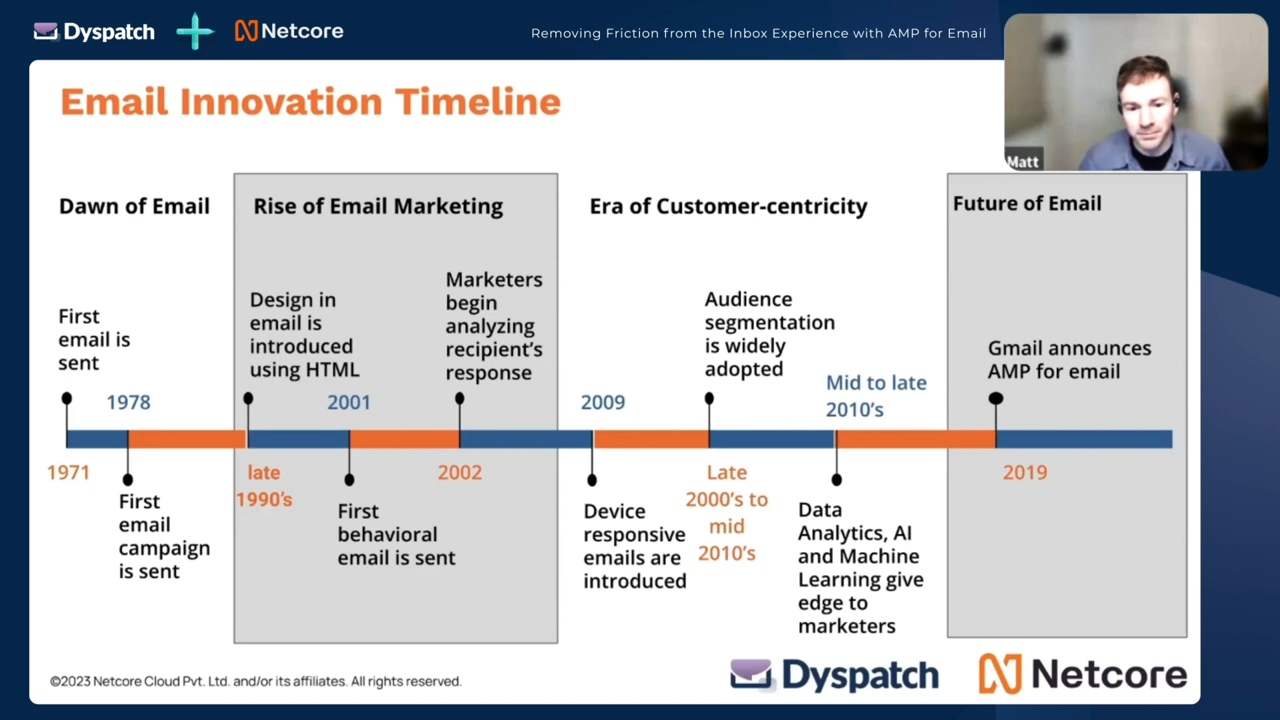 Dyspatch
Netcore
Removing Friction from the Inbox Experience with AMP for Email
Matt
Email Innovation Timeline
Dawn of Email
Rise of Email Marketing
Era of Customer-centricity
Future of Email
First
email is
sent
1971
1978
First
email
campaign
is sent
Design in
email is
introduced
using HTML
late
1990's
2001
First
behavioral
email is sent
Marketers
begin
analyzing
recipient's
response
2002
2009
Device
responsive
emails are
introduced
Audience
segmentation
is widely
adopted
Late
2000's to
mid
2010's
Mid to late
2010's
Data
Analytics, AI
and Machine
Learning give
edge to
marketers
Gmail announces
AMP for email
2019
©2023 Netcore Cloud Pvt. Ltd. and/or its affiliates. All rights reserved.
Dyspatch
Netcore